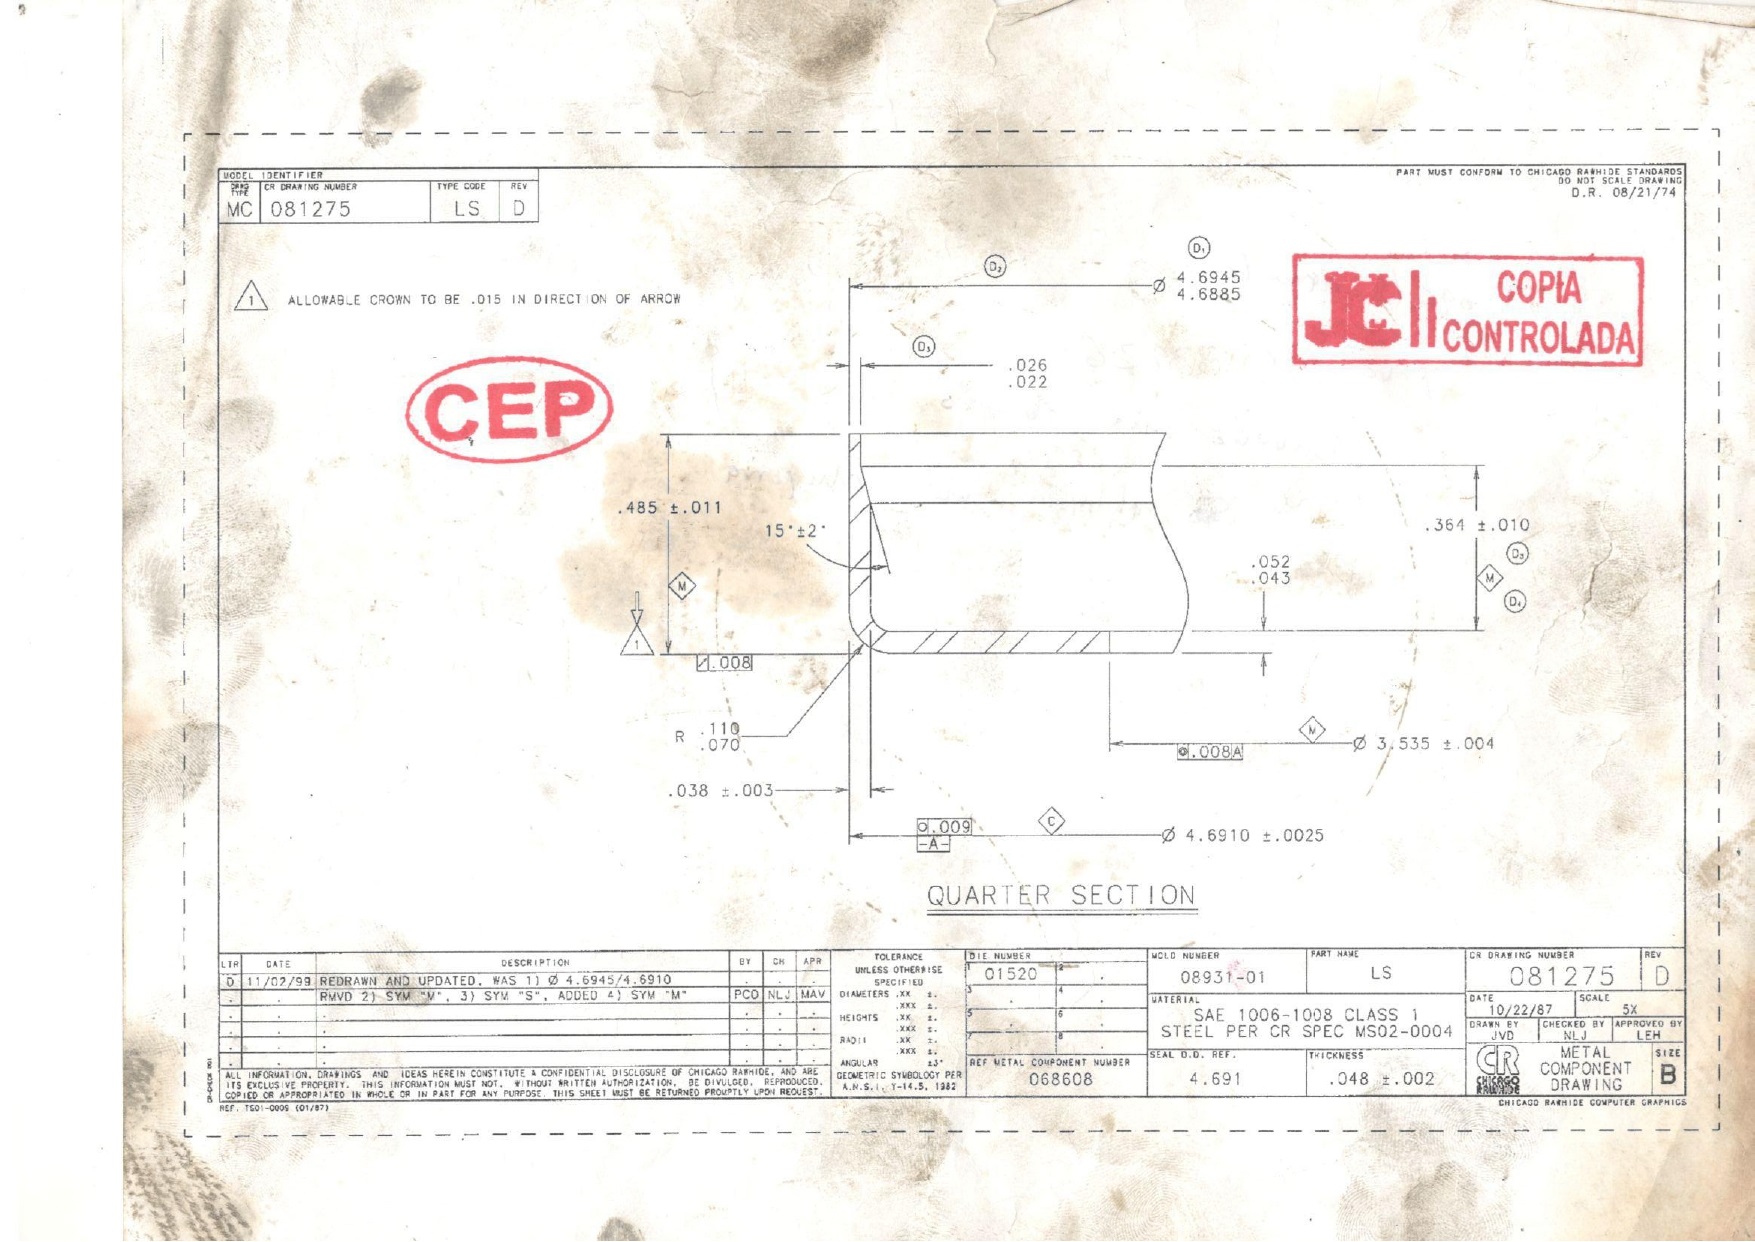 MODEL IDENTIFIER
DRWG TYPE
CR DRAWING NUMBER
TYPE CODE
REV
MC 081275 LS D
PART MUST CONFORM TO CHICAGO RAWHIDE STANDARDS
DO NOT SCALE DRAWING
D.R. 08/21/74
1 ALLOWABLE CROWN TO BE .015 IN DIRECTION OF ARROW
CEP
JCI
COPIA
CONTROLADA
D₁
D₂
Ø 4.6945
4.6885
D₃
.026
.022
.485 ±.011
15°±2°
M
1
.008
.364 ±.010
D₃
M
D₄
.052
.043
R .110
.070
M
Ø 3.535 ±.004
.008 A
.038 ±.003
.009
-A-
C
Ø 4.6910 ±.0025
QUARTER SECTION
LTR DATE DESCRIPTION BY CH APR
D 11/02/99 REDRAWN AND UPDATED. WAS 1) Ø 4.6945/4.6910
RMVD 2) SYM "M", 3) SYM "S", ADDED 4) SYM "M" PCO NLJ MAV
ALL INFORMATION, DRAWINGS AND IDEAS HEREIN CONSTITUTE A CONFIDENTIAL DISCLOSURE OF CHICAGO RAWHIDE, AND ARE
ITS EXCLUSIVE PROPERTY. THIS INFORMATION MUST NOT, WITHOUT WRITTEN AUTHORIZATION, BE DIVULGED, REPRODUCED,
COPIED OR APPROPRIATED IN WHOLE OR IN PART FOR ANY PURPOSE. THIS SHEET MUST BE RETURNED PROMPTLY UPON REQUEST.
REF. TS01-0009 (01/87)
TOLERANCE
UNLESS OTHERWISE
SPECIFIED
DIAMETERS .XX ±.
.XXX ±.
HEIGHTS .XX ±.
.XXX ±.
RADII .XX ±.
.XXX ±.
ANGULAR ±3°
GEOMETRIC SYMBOLOGY PER
A.N.S.I. Y-14.5, 1982
DIE NUMBER
1 01520 2
3 4
5 6
7 8
REF METAL COMPONENT NUMBER
068608
MOLD NUMBER
08931-01
PART NAME
LS
MATERIAL
SAE 1006-1008 CLASS 1
STEEL PER CR SPEC MS02-0004
SEAL O.D. REF.
4.691
THICKNESS
.048 ±.002
CR DRAWING NUMBER
081275
REV
D
DATE
10/22/87
SCALE
5X
DRAWN BY
JVD
CHECKED BY
NLJ
APPROVED BY
LEH
CR
CHICAGO
RAWHIDE
METAL
COMPONENT
DRAWING
SIZE
B
CHICAGO RAWHIDE COMPUTER GRAPHICS